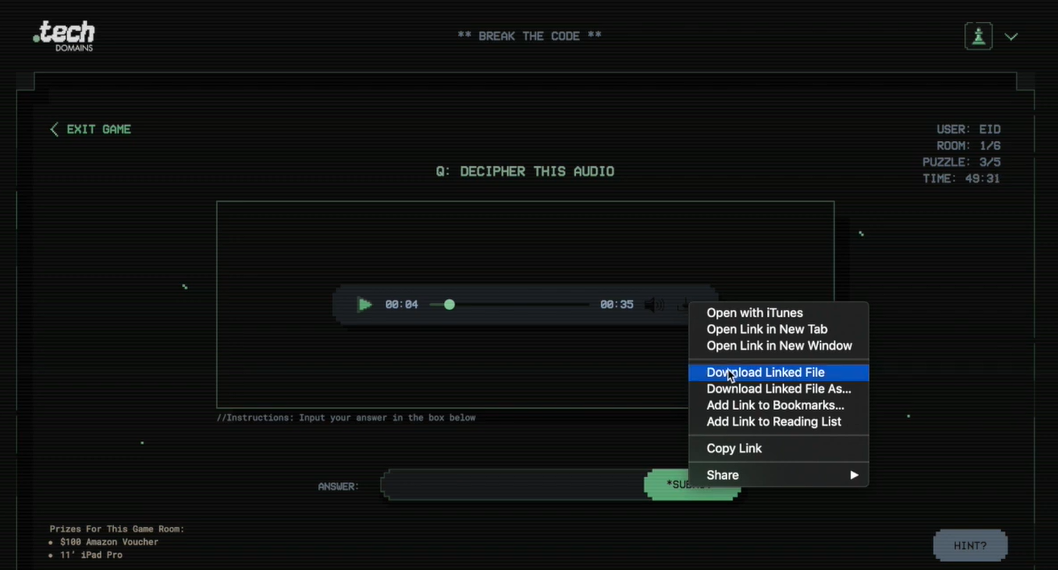 .tech
DOMAINS
** BREAK THE CODE **
EXIT GAME
USER: EID
ROOM: 1/6
PUZZLE: 3/5
TIME: 49:31
Q: DECIPHER THIS AUDIO
00:04
00:35
Open with iTunes
Open Link in New Tab
Open Link in New Window
Download Linked File
Download Linked File As...
Add Link to Bookmarks...
Add Link to Reading List
Copy Link
Share
//Instructions: Input your answer in the box below
ANSWER:
Prizes For This Game Room:
• $100 Amazon Voucher
• 11' iPad Pro
HINT?